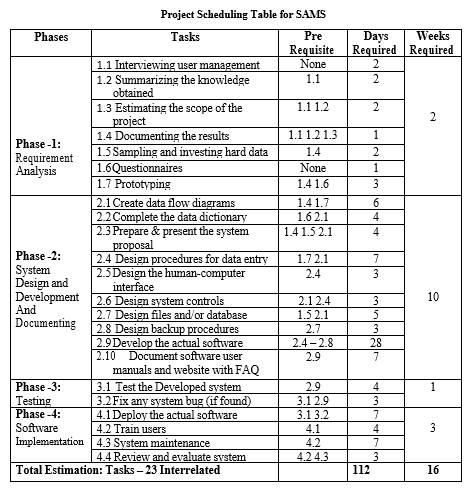 Project Scheduling Table for SAMS
Phases Tasks Pre Requisite Days Required Weeks Required
Phase -1:
Requirement
Analysis
1.1 Interviewing user management None 2
1.2 Summarizing the knowledge
obtained 1.1 2
1.3 Estimating the scope of the
project 1.1 1.2 2
2
1.4 Documenting the results 1.1 1.2 1.3 1
1.5 Sampling and investing hard data 1.4 2
1.6 Questionnaires None 1
1.7 Prototyping 1.4 1.6 3
Phase -2:
System
Design and
Development
And
Documenting
2.1 Create data flow diagrams 1.4 1.7 6
2.2 Complete the data dictionary 1.6 2.1 4
2.3 Prepare & present the system
proposal 1.4 1.5 2.1 4
2.4 Design procedures for data entry 1.7 2.1 7
2.5 Design the human-computer
interface 2.4 3
10
2.6 Design system controls 2.1 2.4 3
2.7 Design files and/or database 1.5 2.1 5
2.8 Design backup procedures 2.7 3
2.9 Develop the actual software 2.4 – 2.8 28
2.10 Document software user
manuals and website with FAQ 2.9 7
Phase -3:
Testing
3.1 Test the Developed system 2.9 4 1
3.2 Fix any system bug (if found) 3.1 2.9 3
Phase -4:
Software
Implementation
4.1 Deploy the actual software 3.1 3.2 7
4.2 Train users 4.1 4
3
4.3 System maintenance 4.2 7
4.4 Review and evaluate system 4.2 4.3 3
Total Estimation: Tasks – 23 Interrelated 112 16